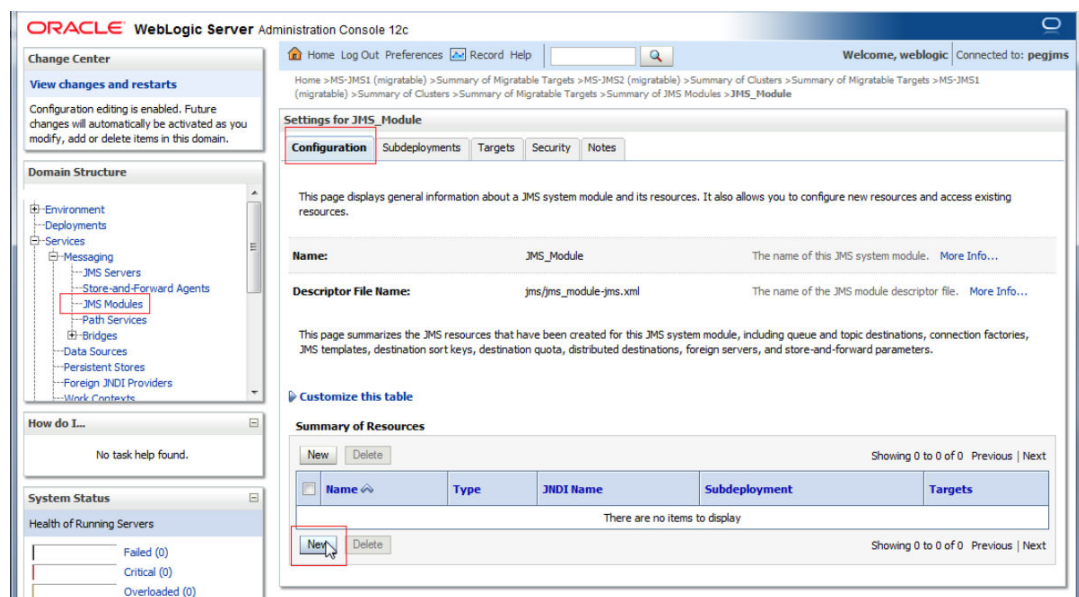 ORACLE WebLogic Server Administration Console 12c
Change Center
View changes and restarts
Configuration editing is enabled. Future
changes will automatically be activated as you
modify, add or delete items in this domain.
Domain Structure
Environment
Deployments
Services
Messaging
JMS Servers
Store-and-Forward Agents
JMS Modules
Path Services
Bridges
Data Sources
Persistent Stores
Foreign JNDI Providers
Work Contexts
How do I...
No task help found.
System Status
Health of Running Servers
Failed (0)
Critical (0)
Overloaded (0)
Home Log Out Preferences Record Help
Welcome, weblogic Connected to: pegjms
Home >MS-JMS1 (migratable) >Summary of Migratable Targets >MS-JMS2 (migratable) >Summary of Clusters >Summary of Migratable Targets >MS-JMS1
(migratable) >Summary of Clusters >Summary of Migratable Targets >Summary of JMS Modules >JMS_Module
Settings for JMS_Module
Configuration Subdeployments Targets Security Notes
This page displays general information about a JMS system module and its resources. It also allows you to configure new resources and access existing
resources.
Name: JMS_Module The name of this JMS system module. More Info...
Descriptor File Name: jms/jms_module-jms.xml The name of the JMS module descriptor file. More Info...
This page summarizes the JMS resources that have been created for this JMS system module, including queue and topic destinations, connection factories,
JMS templates, destination sort keys, destination quota, distributed destinations, foreign servers, and store-and-forward parameters.
Customize this table
Summary of Resources
New Delete Showing 0 to 0 of 0 Previous | Next
Name Type JNDI Name Subdeployment Targets
There are no items to display
New Delete Showing 0 to 0 of 0 Previous | Next